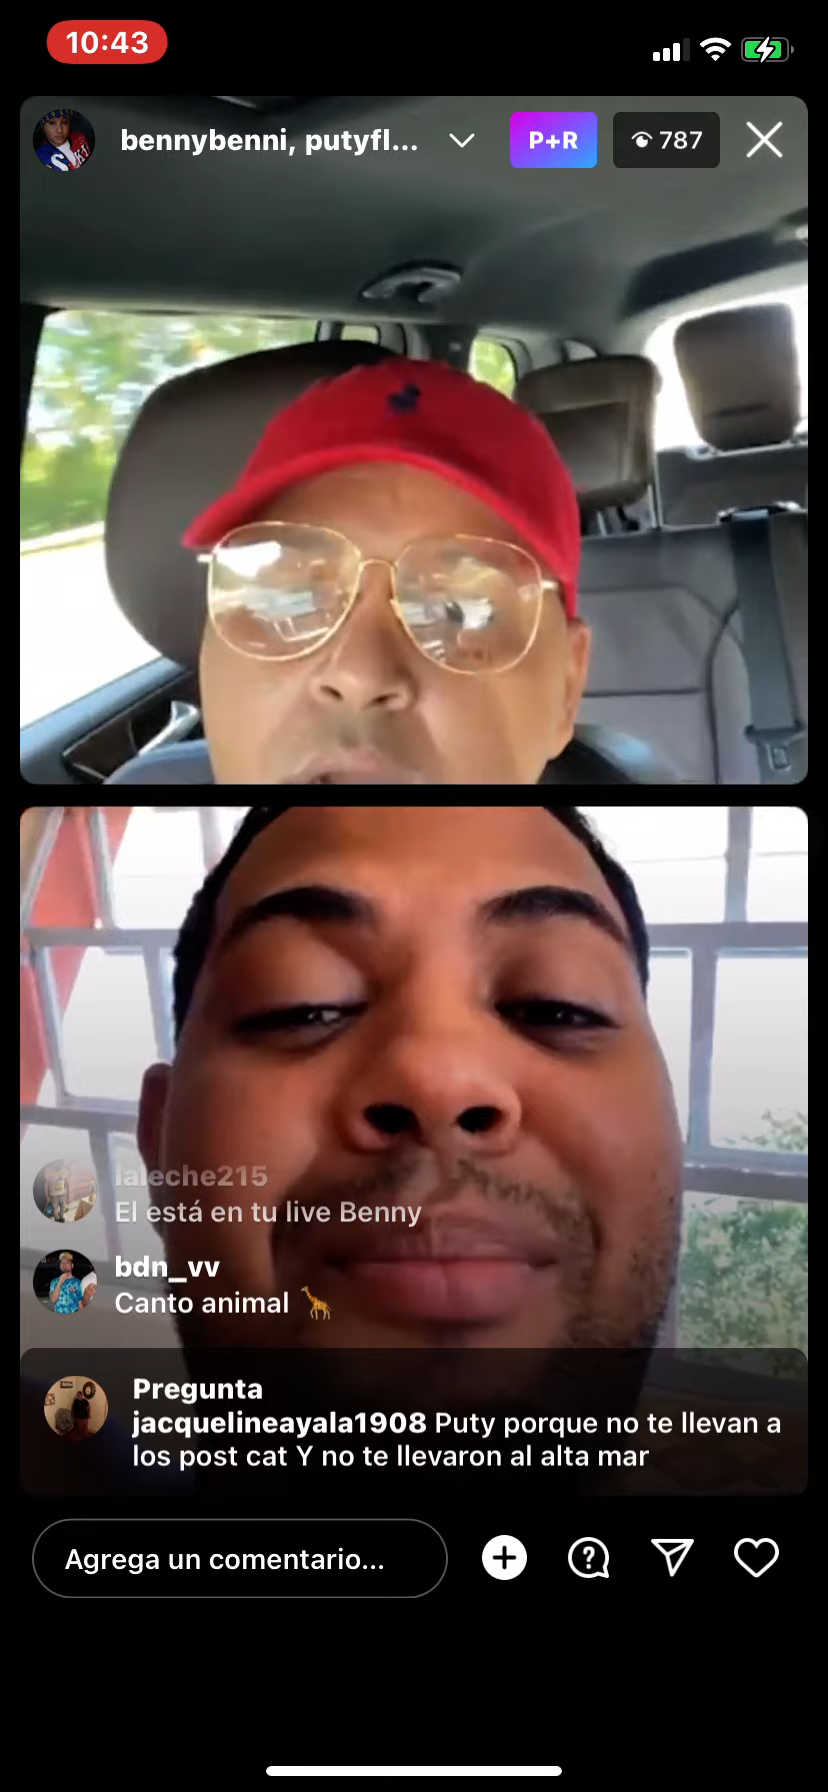 10:43
bennybenni, putyfl...
P+R
787
laleche215
El está en tu live Benny
bdn_vv
Canto animal 🦒
Pregunta
jacquelineayala1908 Puty porque no te llevan a
los post cat Y no te llevaron al alta mar
Agrega un comentario...